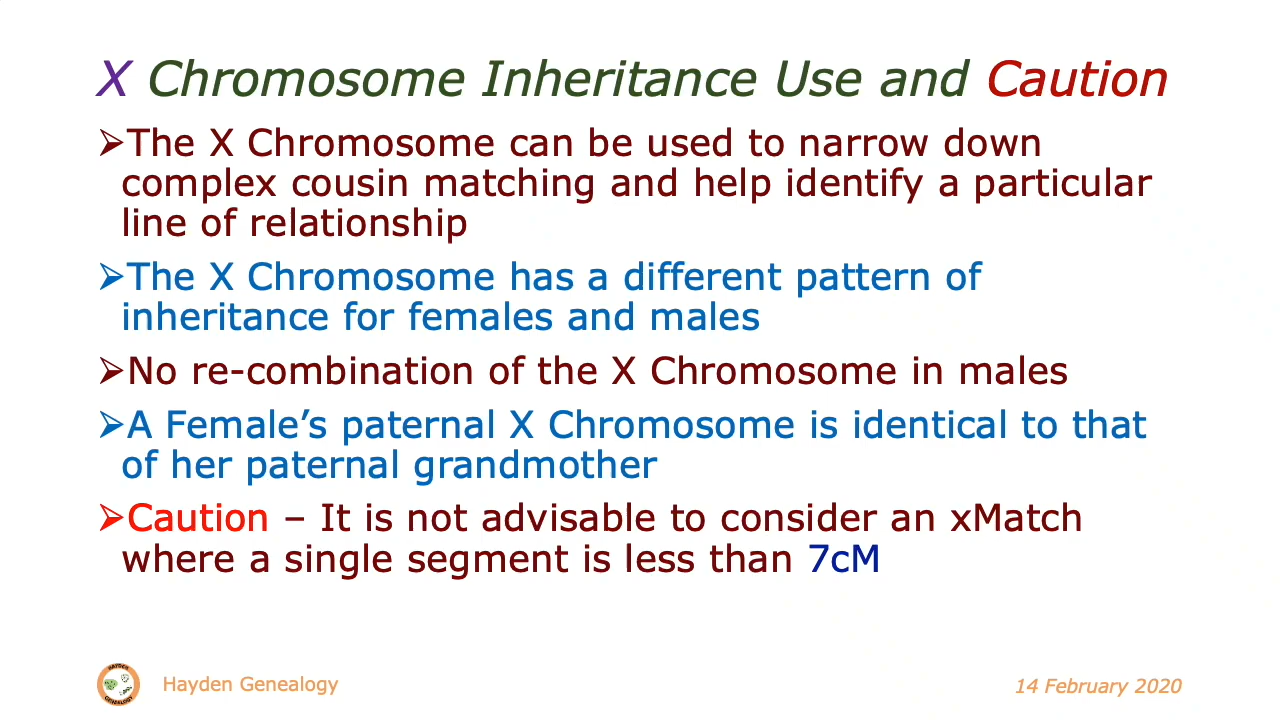 X Chromosome Inheritance Use and Caution
➢The X Chromosome can be used to narrow down
complex cousin matching and help identify a particular
line of relationship
➢The X Chromosome has a different pattern of
inheritance for females and males
➢No re-combination of the X Chromosome in males
➢A Female’s paternal X Chromosome is identical to that
of her paternal grandmother
➢Caution – It is not advisable to consider an xMatch
where a single segment is less than 7cM
HAYDEN
GENEALOGY
Hayden Genealogy
14 February 2020